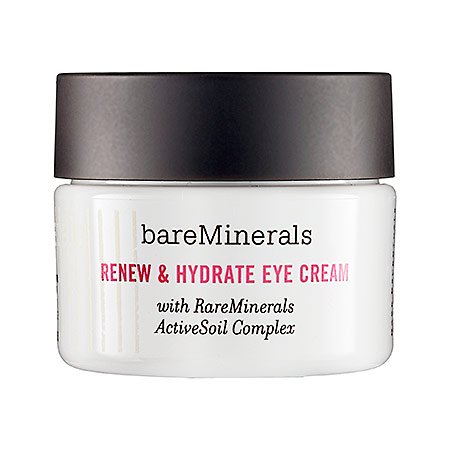 bareMinerals
RENEW & HYDRATE EYE CREAM
with RareMinerals
ActiveSoil Complex